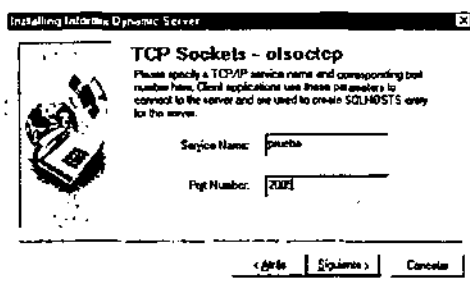 Installing Informix Dynamic Server
TCP Sockets - olsoctcp
Please specify a TCP/IP service name and corresponding port
number here. Client applications use these parameters to
connect to the server and are used to create SQLHOSTS entry
for the server.
Service Name: prueba
Port Number: 2005
< Atrás Siguiente > Cancelar